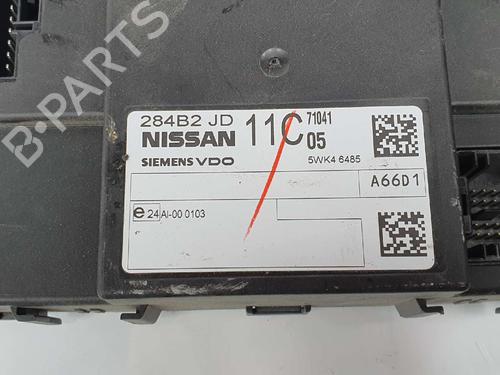 284B2 JD 11C 71041
NISSAN 05
SIEMENS VDO 5WK4 6485
A66D1
e 24 AI-00 0103
B-PARTS